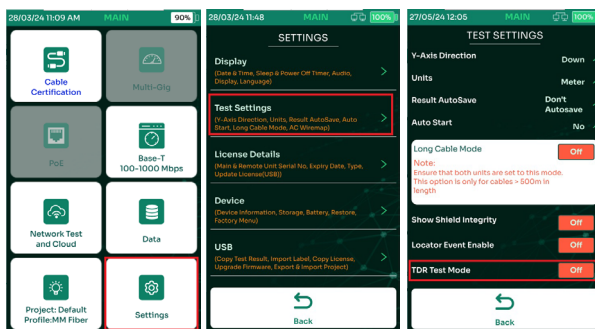 28/03/24 11:09 AM MAIN 90%
Cable
Certification
Multi-Gig
PoE
Base-T
100-1000 Mbps
Network Test
and Cloud
Data
Project: Default
Profile:MM Fiber
Settings
28/03/24 11:48 MAIN 100%
SETTINGS
Display
(Date & Time, Sleep & Power Off Timer, Audio,
Display, Language)
Test Settings
(Y-Axis Direction, Units, Result AutoSave, Auto
Start, Long Cable Mode, AC Wiremap)
License Details
(Main & Remote Unit Serial No, Expiry Date, Type,
Update License(USB))
Device
(Device Information, Storage, Battery, Restore,
Factory Menu)
USB
(Copy Test Result, Import Label, Copy License,
Upgrade Firmware, Export & Import Project)
Back
27/05/24 12:05 MAIN 100%
TEST SETTINGS
Y-Axis Direction Down
Units Meter
Result AutoSave Don't
Autosave
Auto Start No
Long Cable Mode Off
Note:
Ensure that both units are set to this mode.
This option is only for cables > 500m in
length
Show Shield Integrity Off
Locator Event Enable Off
TDR Test Mode Off
Back